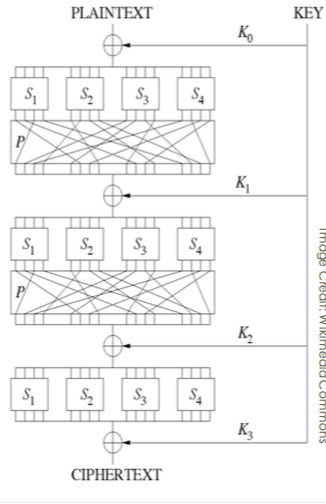 PLAINTEXT KEY
K0
S1 S2 S3 S4
P
K1
S1 S2 S3 S4
P
K2
S1 S2 S3 S4
K3
CIPHERTEXT
Image Credit: Wikimedia Commons